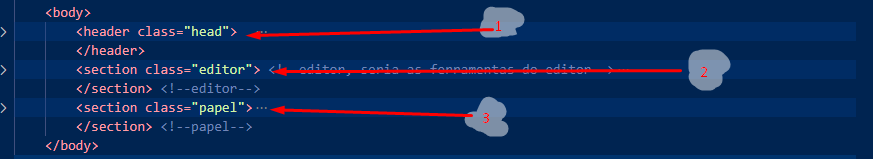 <body>
<header class="head"> ... 1
</header>
<section class="editor"> <!--editor, seria as ferramentas do editor--> 2
</section> <!--editor-->
<section class="papel"> ...
</section> <!--papel--> 3
</body>